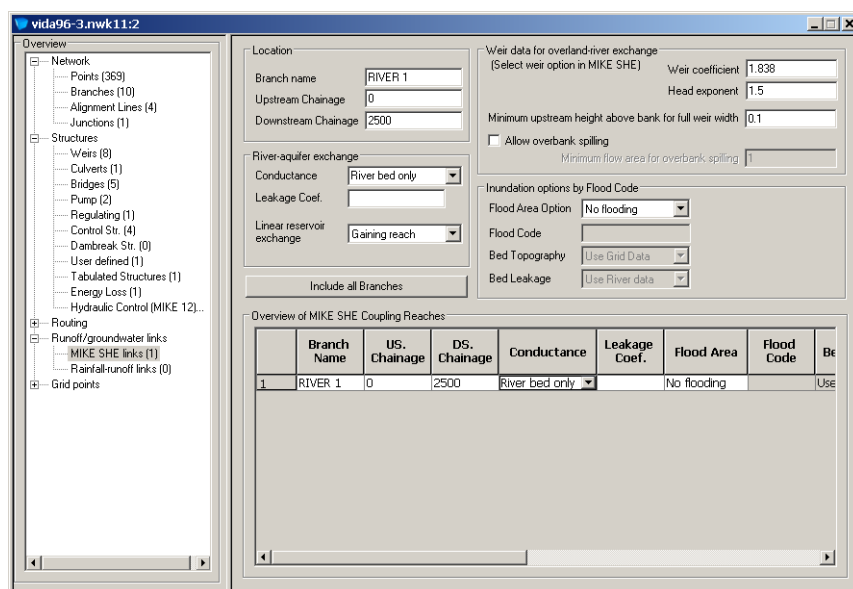 vida96-3.nwk11:2
Overview
Network
Points (369)
Branches (10)
Alignment Lines (4)
Junctions (1)
Structures
Weirs (8)
Culverts (1)
Bridges (5)
Pump (2)
Regulating (1)
Control Str. (4)
Dambreak Str. (0)
User defined (1)
Tabulated Structures (1)
Energy Loss (1)
Hydraulic Control (MIKE 12)...
Routing
Runoff/groundwater links
MIKE SHE links (1)
Rainfall-runoff links (0)
Grid points
Location
Branch name RIVER 1
Upstream Chainage 0
Downstream Chainage 2500
River-aquifer exchange
Conductance River bed only
Leakage Coef.
Linear reservoir exchange Gaining reach
Include all Branches
Weir data for overland-river exchange
(Select weir option in MIKE SHE)
Weir coefficient 1.838
Head exponent 1.5
Minimum upstream height above bank for full weir width 0.1
Allow overbank spilling
Minimum flow area for overbank spilling 1
Inundation options by Flood Code
Flood Area Option No flooding
Flood Code
Bed Topography Use Grid Data
Bed Leakage Use River data
Overview of MIKE SHE Coupling Reaches
Branch Name US. Chainage DS. Chainage Conductance Leakage Coef. Flood Area Flood Code Be
1 RIVER 1 0 2500 River bed only No flooding Use